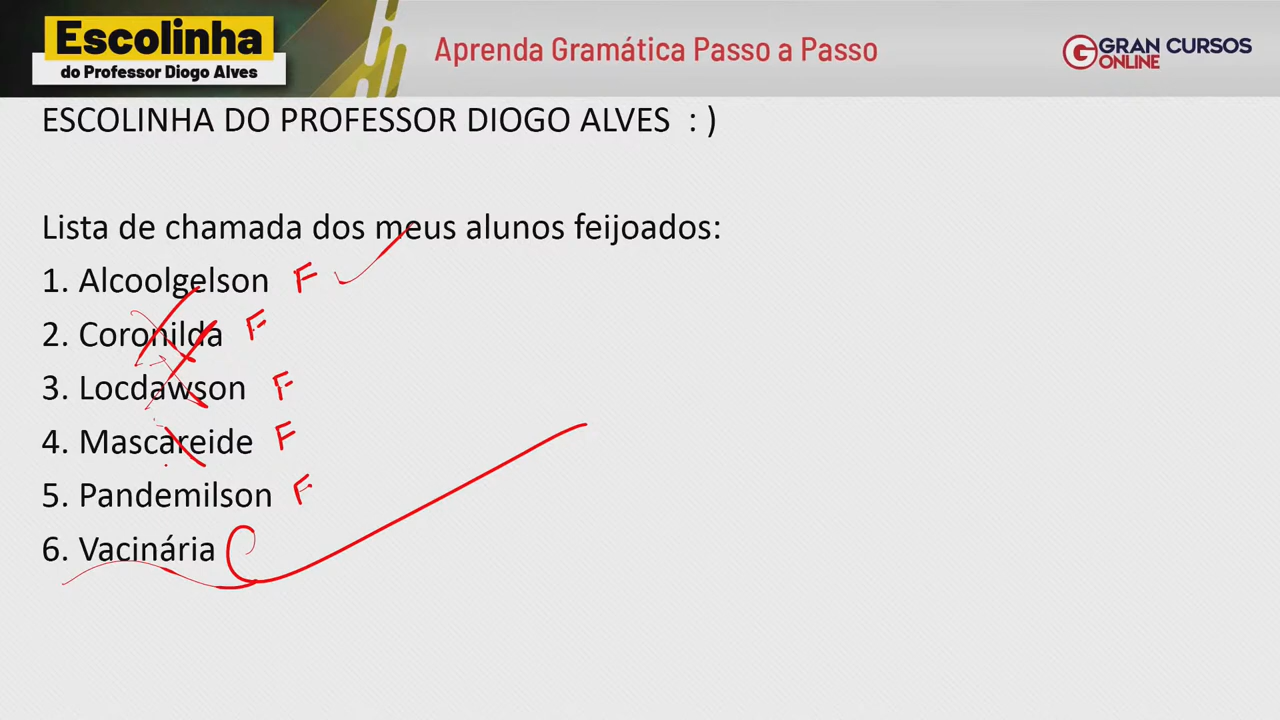 Escolinha
do Professor Diogo Alves
Aprenda Gramática Passo a Passo
GRAN CURSOS
ONLINE
ESCOLINHA DO PROFESSOR DIOGO ALVES : )
Lista de chamada dos meus alunos feijoados:
1. Alcoolgelson F
2. Coronilda F
3. Locdawson F
4. Mascareide F
5. Pandemilson F
6. Vacinária C